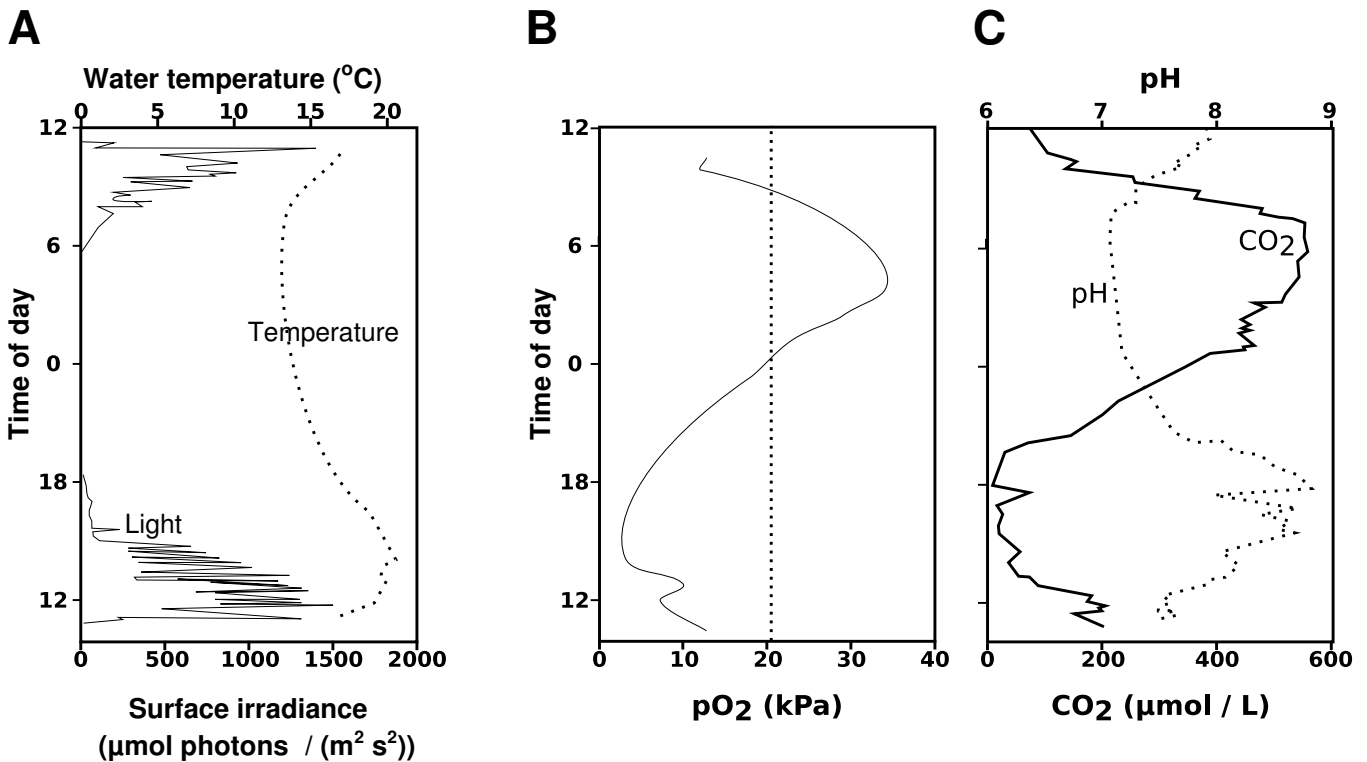 A
Water temperature (°C)
0 5 10 15 20
12
6
0
18
12
Time of day
Temperature
Light
0 500 1000 1500 2000
Surface irradiance
(µmol photons / (m² s²))
B
12
6
0
18
12
Time of day
0 10 20 30 40
pO₂ (kPa)
C
pH
6 7 8 9
CO₂
pH
0 200 400 600
CO₂ (µmol / L)